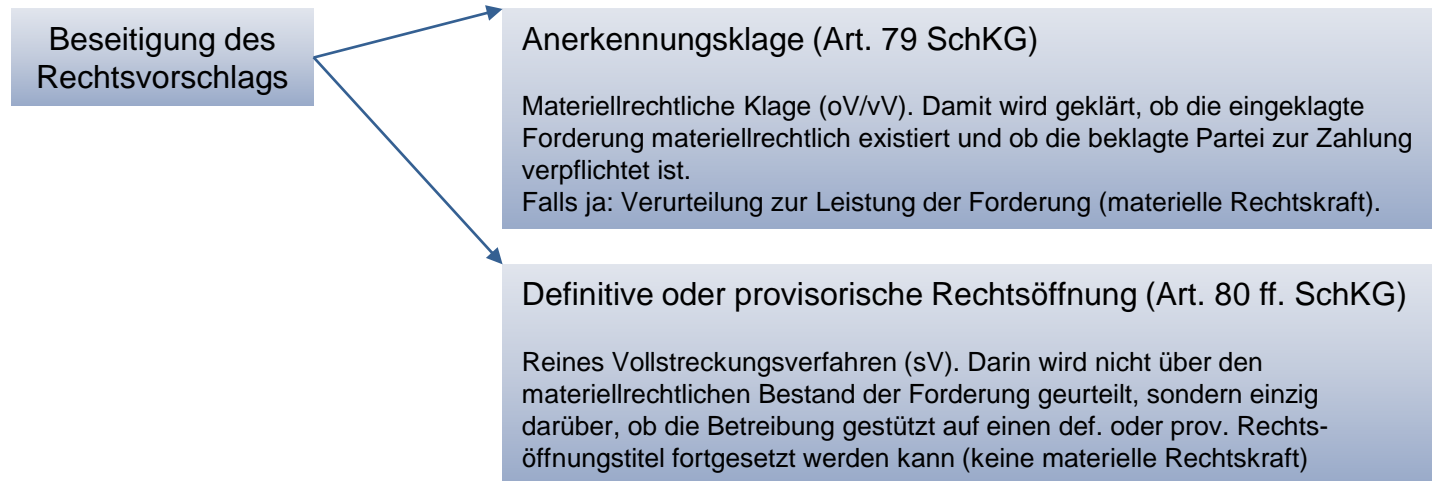 Beseitigung des
Rechtsvorschlags
Anerkennungsklage (Art. 79 SchKG)
Materiellrechtliche Klage (oV/vV). Damit wird geklärt, ob die eingeklagte
Forderung materiellrechtlich existiert und ob die beklagte Partei zur Zahlung
verpflichtet ist.
Falls ja: Verurteilung zur Leistung der Forderung (materielle Rechtskraft).
Definitive oder provisorische Rechtsöffnung (Art. 80 ff. SchKG)
Reines Vollstreckungsverfahren (sV). Darin wird nicht über den
materiellrechtlichen Bestand der Forderung geurteilt, sondern einzig
darüber, ob die Betreibung gestützt auf einen def. oder prov. Rechts-
öffnungstitel fortgesetzt werden kann (keine materielle Rechtskraft)